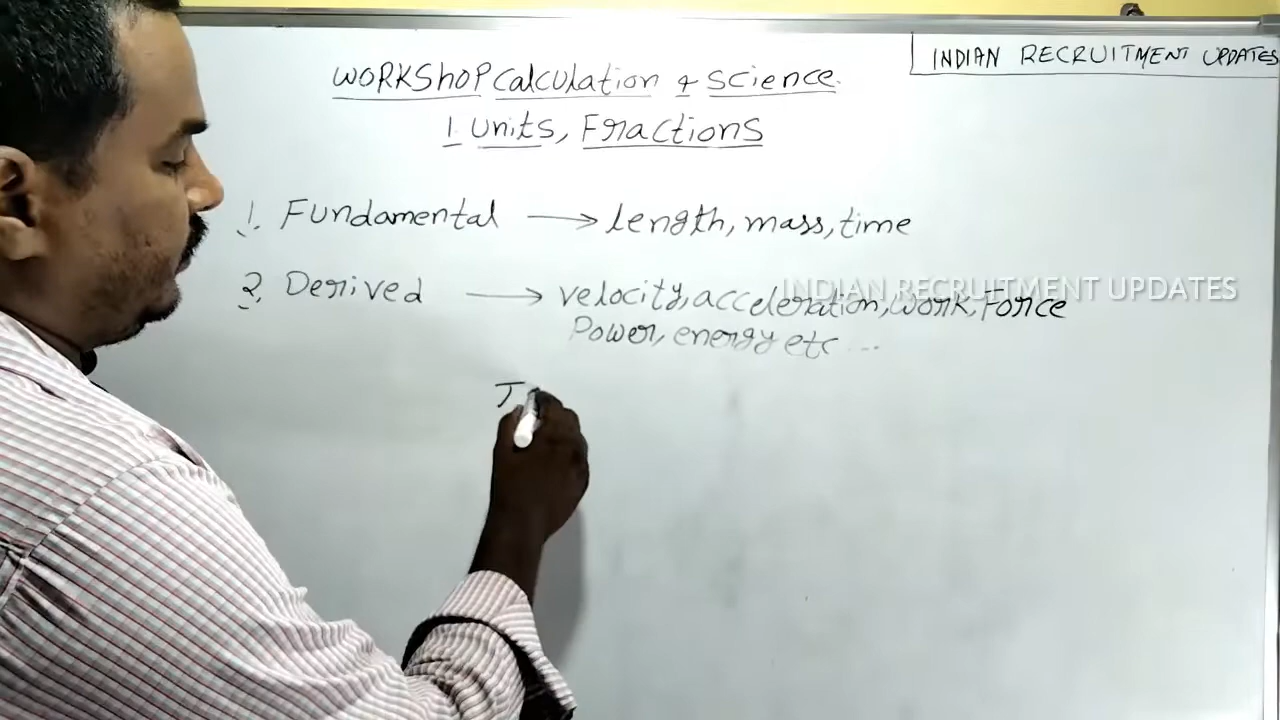 INDIAN RECRUITMENT UPDATES
WORKSHOP Calculation & Science.
1. Units, Fractions
1. Fundamental → length, mass, time
2. Derived → velocity, acceleration, work, Force
Power, energy etc ...
INDIAN RECRUITMENT UPDATES